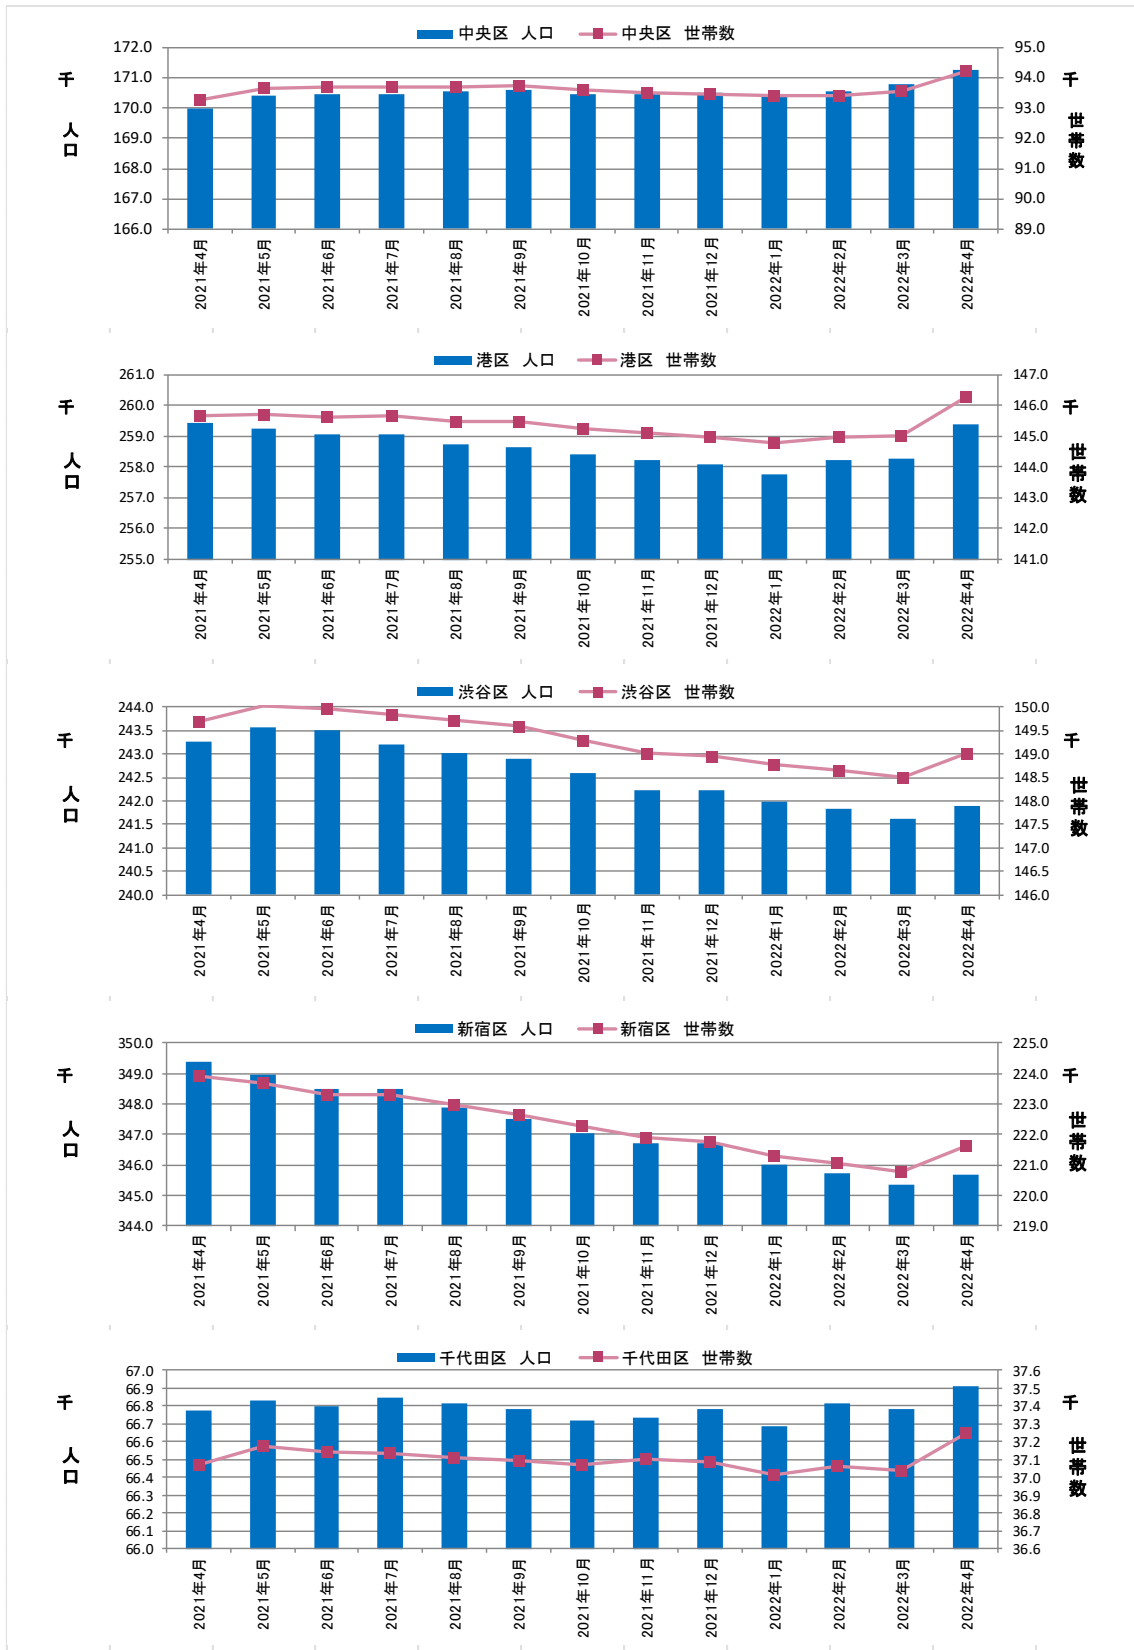 中央区　人口　中央区　世帯数
千
人口
172.0
171.0
170.0
169.0
168.0
167.0
166.0
95.0
94.0
93.0
92.0
91.0
90.0
89.0
千
世帯数
2021年4月
2021年5月
2021年6月
2021年7月
2021年8月
2021年9月
2021年10月
2021年11月
2021年12月
2022年1月
2022年2月
2022年3月
2022年4月
港区　人口　港区　世帯数
千
人口
261.0
260.0
259.0
258.0
257.0
256.0
255.0
147.0
146.0
145.0
144.0
143.0
142.0
141.0
千
世帯数
2021年4月
2021年5月
2021年6月
2021年7月
2021年8月
2021年9月
2021年10月
2021年11月
2021年12月
2022年1月
2022年2月
2022年3月
2022年4月
渋谷区　人口　渋谷区　世帯数
千
人口
244.0
243.5
243.0
242.5
242.0
241.5
241.0
240.5
240.0
150.0
149.5
149.0
148.5
148.0
147.5
147.0
146.5
146.0
千
世帯数
2021年4月
2021年5月
2021年6月
2021年7月
2021年8月
2021年9月
2021年10月
2021年11月
2021年12月
2022年1月
2022年2月
2022年3月
2022年4月
新宿区　人口　新宿区　世帯数
千
人口
350.0
349.0
348.0
347.0
346.0
345.0
344.0
225.0
224.0
223.0
222.0
221.0
220.0
219.0
千
世帯数
2021年4月
2021年5月
2021年6月
2021年7月
2021年8月
2021年9月
2021年10月
2021年11月
2021年12月
2022年1月
2022年2月
2022年3月
2022年4月
千代田区　人口　千代田区　世帯数
千
人口
67.0
66.9
66.8
66.7
66.6
66.5
66.4
66.3
66.2
66.1
66.0
37.6
37.5
37.4
37.3
37.2
37.1
37.0
36.9
36.8
36.7
36.6
千
世帯数
2021年4月
2021年5月
2021年6月
2021年7月
2021年8月
2021年9月
2021年10月
2021年11月
2021年12月
2022年1月
2022年2月
2022年3月
2022年4月